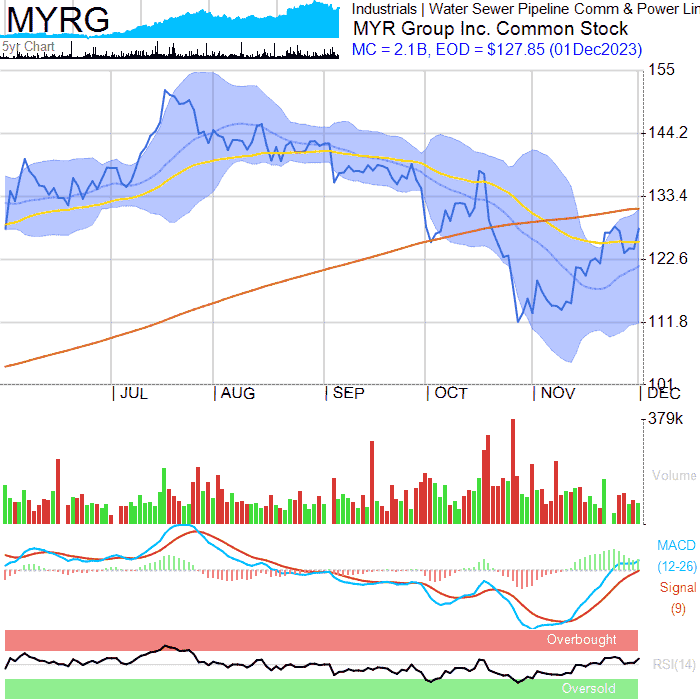 MYRG
5yr Chart
Industrials | Water Sewer Pipeline Comm & Power Lin
MYR Group Inc. Common Stock
MC = 2.1B, EOD = $127.85 (01Dec2023)
155
144.2
133.4
122.6
111.8
101
JUL
AUG
SEP
OCT
NOV
DEC
379k
Volume
MACD
(12-26)
Signal
(9)
Overbought
RSI(14)
Oversold